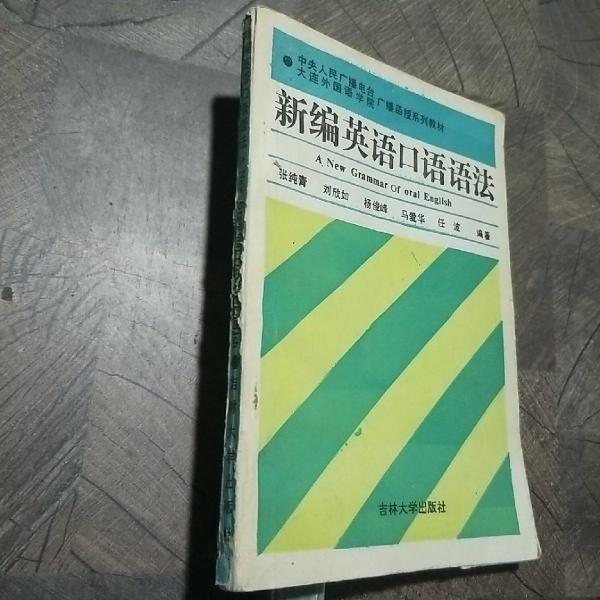 中央人民广播电台
大连外国语学院
广播函授系列教材
新编英语口语语法
A New Grammar Of oral English
张纯青 刘欣如 杨俊峰 马爱华 任波 编著
吉林大学出版社